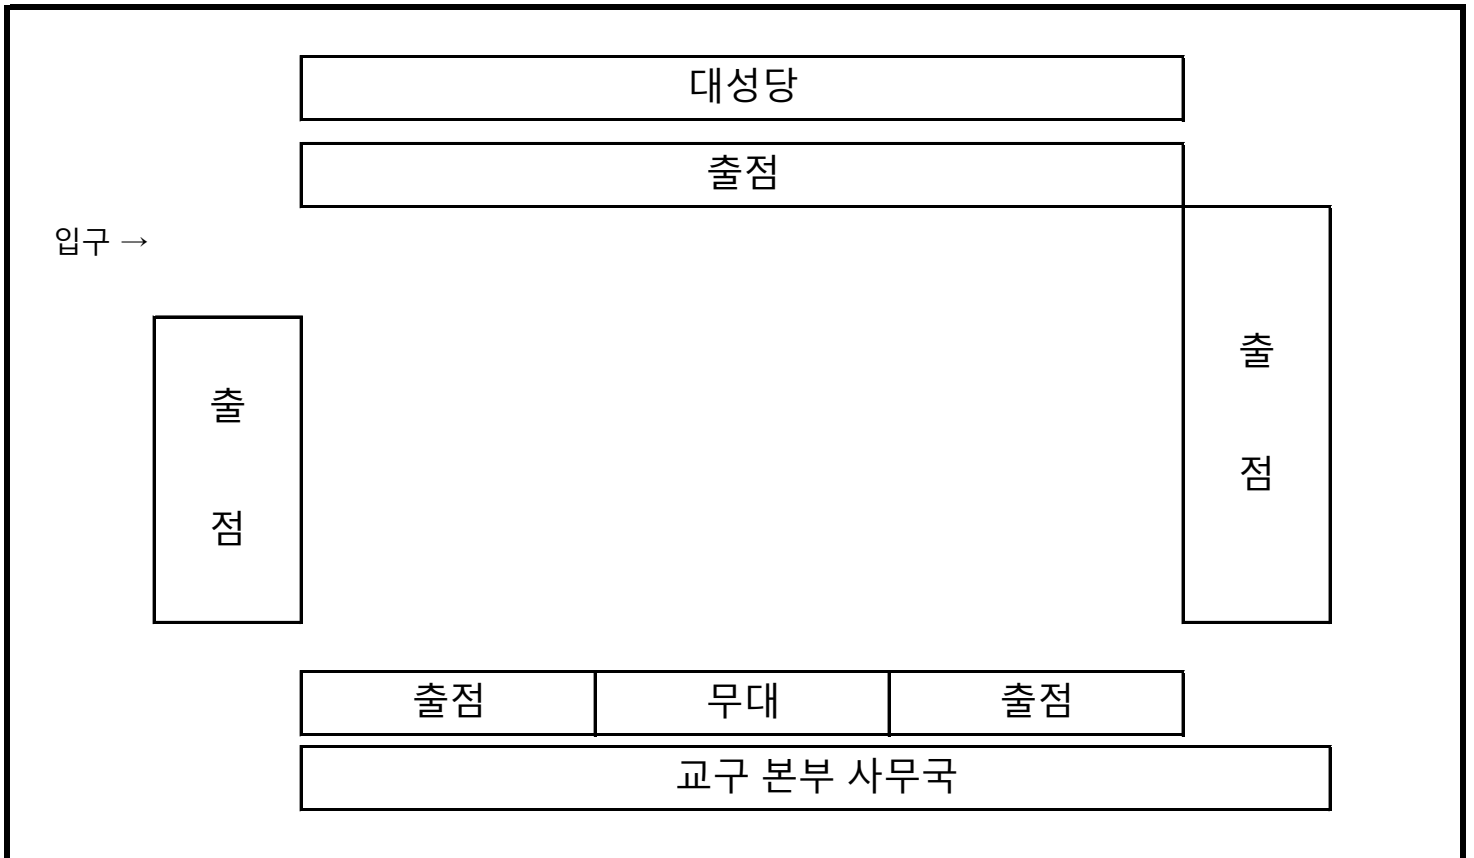 대성당
출점
입구 →
출
점
출
점
출점 무대 출점
교구 본부 사무국